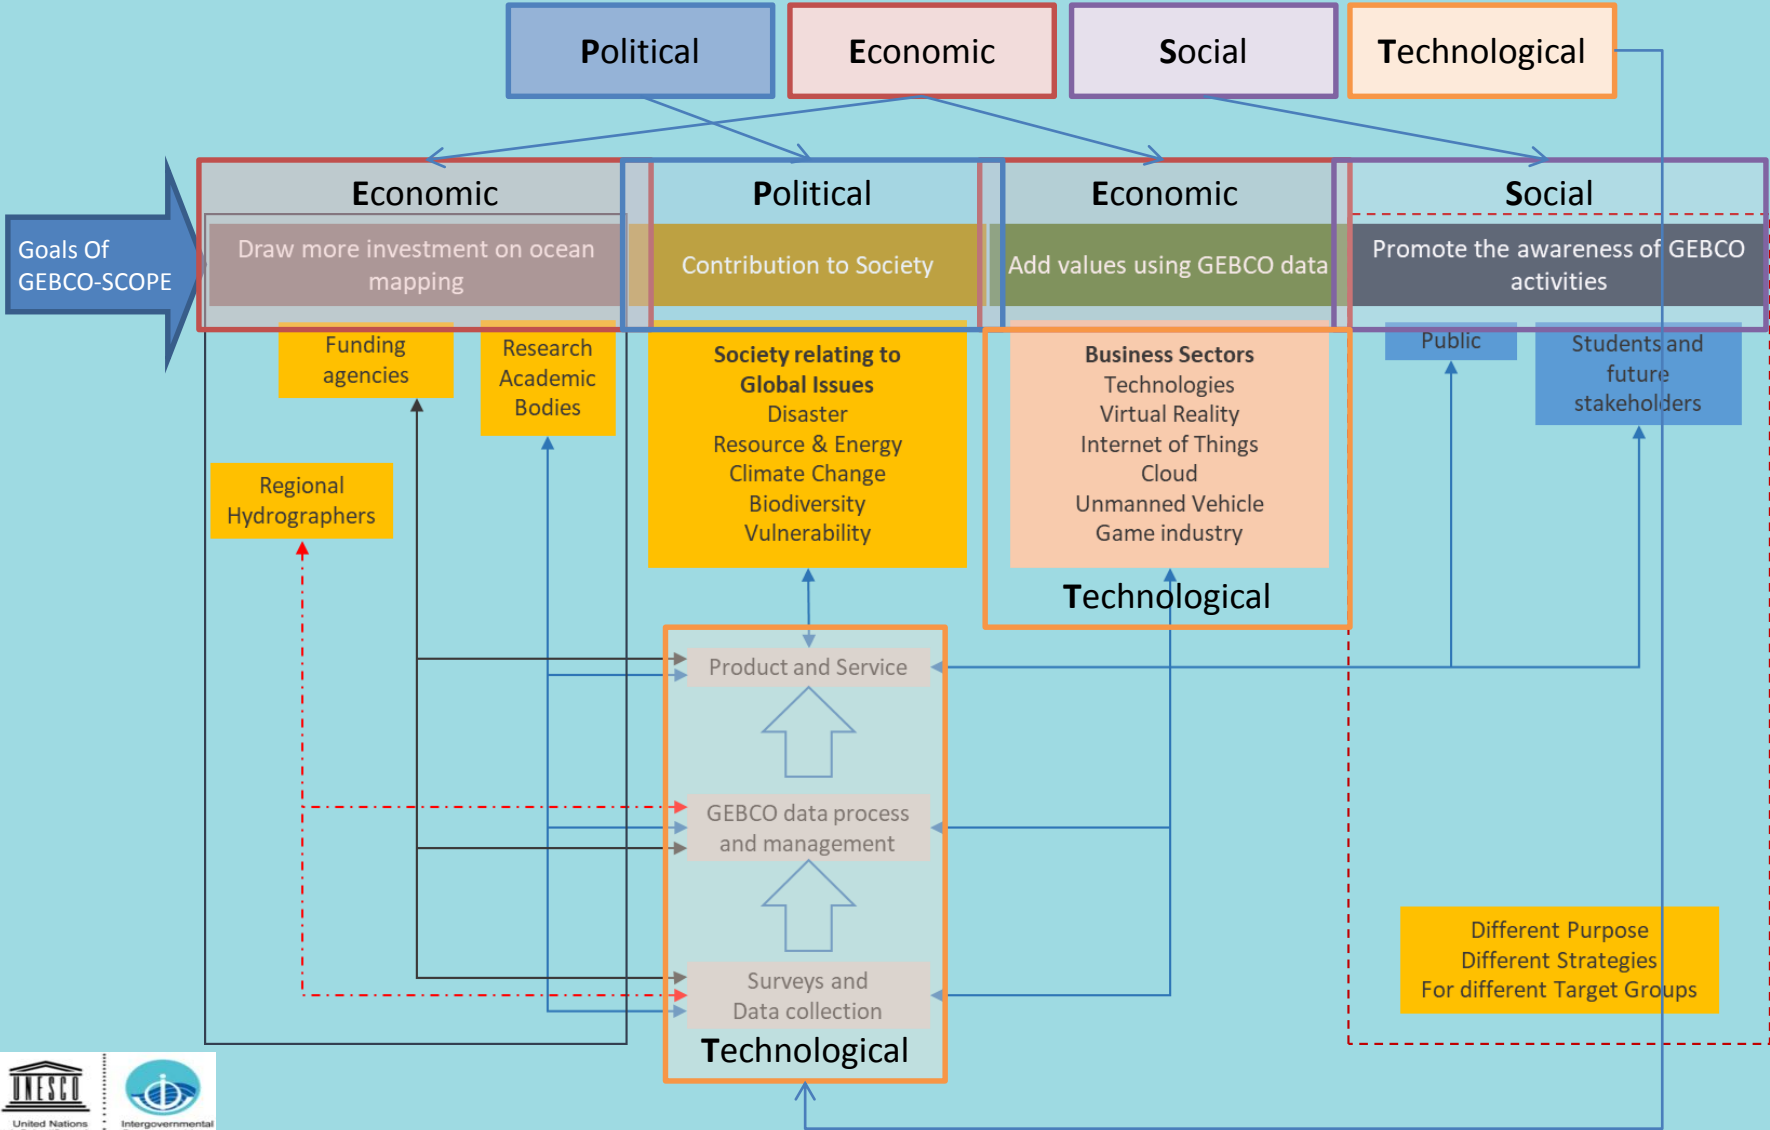 Political
Economic
Social
Technological
Economic
Political
Economic
Social
Goals Of
GEBCO-SCOPE
Draw more investment on ocean
mapping
Contribution to Society
Add values using GEBCO data
Promote the awareness of GEBCO
activities
Funding
agencies
Research
Academic
Bodies
Regional
Hydrographers
Society relating to
Global Issues
Disaster
Resource & Energy
Climate Change
Biodiversity
Vulnerability
Business Sectors
Technologies
Virtual Reality
Internet of Things
Cloud
Unmanned Vehicle
Game industry
Technological
Public
Students and
future
stakeholders
Product and Service
GEBCO data process
and management
Surveys and
Data collection
Technological
Different Purpose
Different Strategies
For different Target Groups
UNESCO
United Nations
Intergovernmental